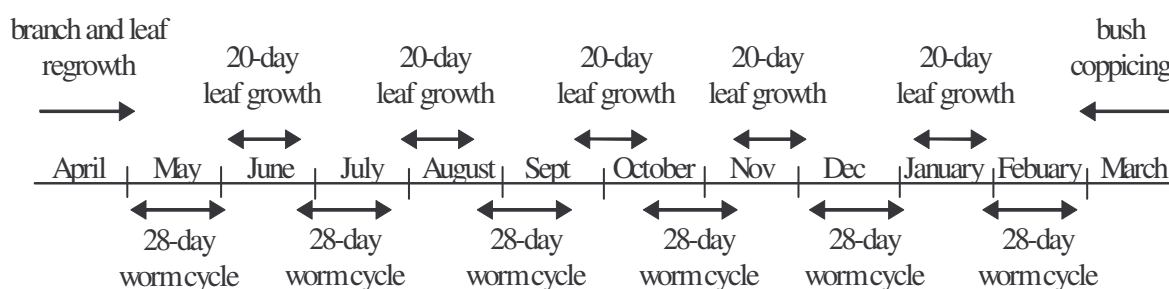 branch and leaf
regrowth
20-day
leaf growth
20-day
leaf growth
20-day
leaf growth
20-day
leaf growth
20-day
leaf growth
bush
coppicing
April May June July August Sept October Nov Dec January Febuary March
28-day
worm cycle
28-day
worm cycle
28-day
worm cycle
28-day
worm cycle
28-day
worm cycle
28-day
worm cycle